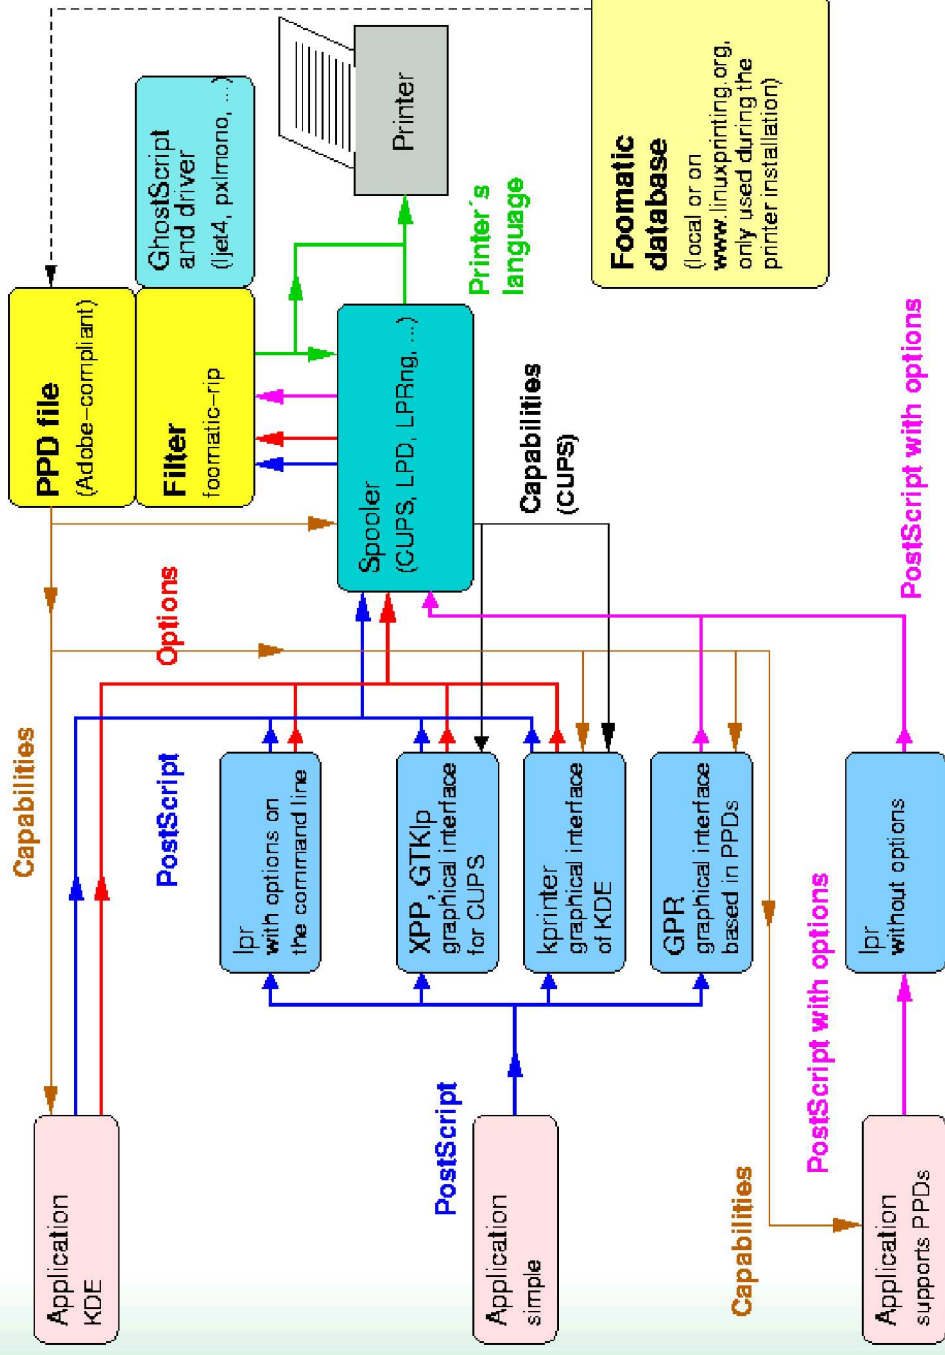 Application
KDE
Application
simple
Application
supports PPDs
Capabilities
PostScript
PostScript with options
Capabilities
PostScript
Options
lpr
with options on
the command line
XPP, GTKlp
graphical interface
for CUPS
kprinter
graphical interface
of KDE
GPR
graphical interface
based in PPDs
lpr
without options
PostScript with options
PPD file
(Adobe-compliant)
Filter
foomatic-rip
GhostScript
and driver
(ljet4, pxlmono, ...)
Spooler
(CUPS, LPD, LPRng, ...)
Capabilities
(CUPS)
Printer´s
language
Printer
Foomatic
database
(local or on
www.linuxprinting.org,
only used during the
printer installation)